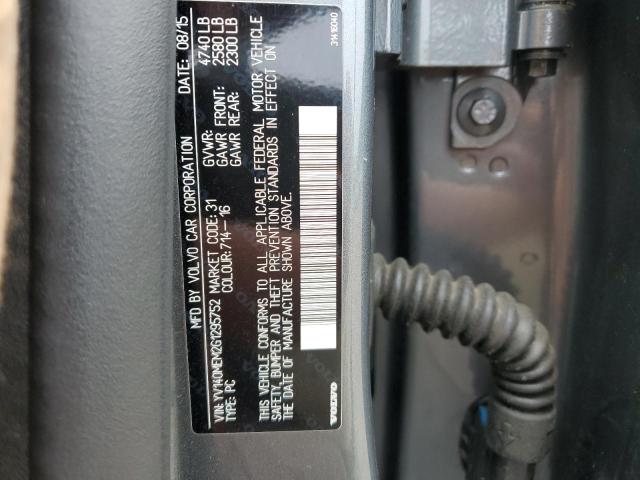 MFD BY VOLVO CAR CORPORATION DATE: 08/15
VIN: YV140MEM2G1295752 MARKET CODE: 31
TYPE: PC COLOUR: 714-16
GVWR: 4740 LB
GAWR FRONT: 2580 LB
GAWR REAR: 2300 LB
THIS VEHICLE CONFORMS TO ALL APPLICABLE FEDERAL MOTOR VEHICLE
SAFETY, BUMPER AND THEFT PREVENTION STANDARDS IN EFFECT ON
THE DATE OF MANUFACTURE SHOWN ABOVE.
VOLVO 31416040